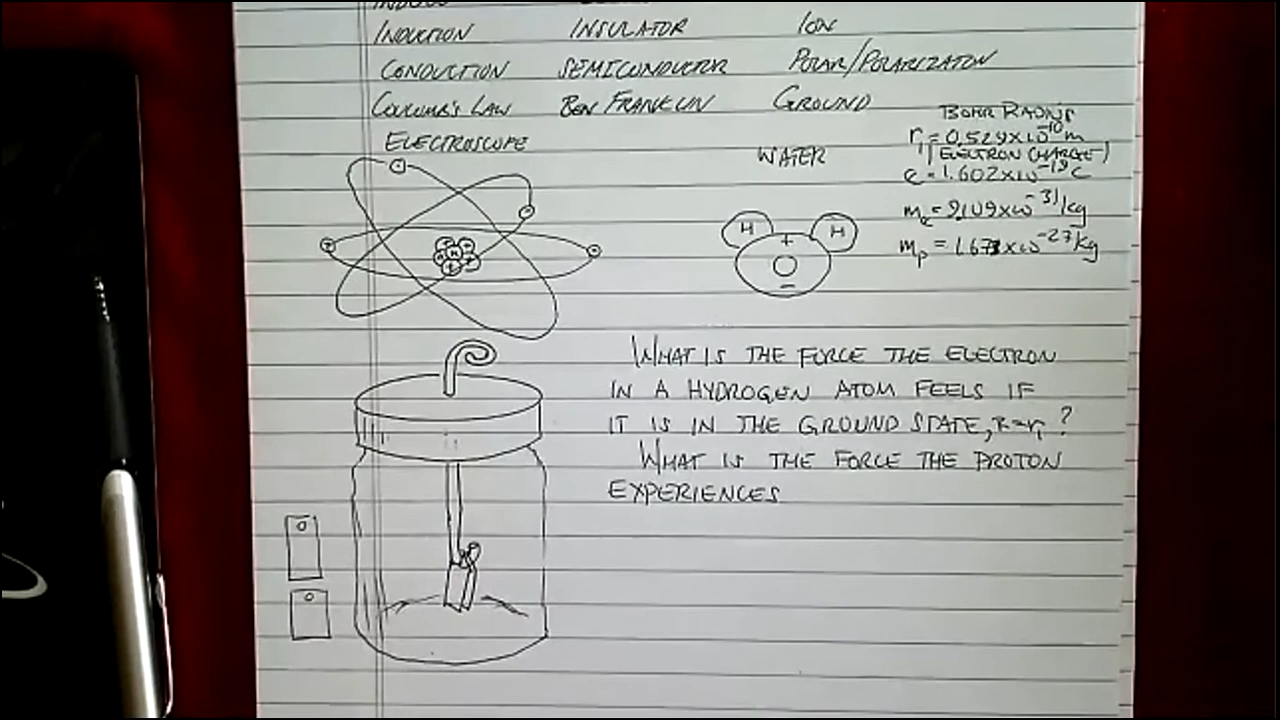 INDUCTION INSULATOR ION
CONDUCTION SEMICONDUCTOR POLAR/POLARIZATON
COULOMB'S LAW BEN FRANKLIN GROUND
ELECTROSCOPE
WATER
BOHR RADIUS
r₁ = 0.529x10⁻¹⁰ m
(ELECTRON CHARGE)
e = 1.602x10⁻¹⁹ C
mₑ = 9.109x10⁻³¹ kg
mₚ = 1.673x10⁻²⁷ kg
H H
+
O
−
WHAT IS THE FORCE THE ELECTRON
IN A HYDROGEN ATOM FEELS IF
IT IS IN THE GROUND STATE, R=r₁ ?
WHAT IS THE FORCE THE PROTON
EXPERIENCES